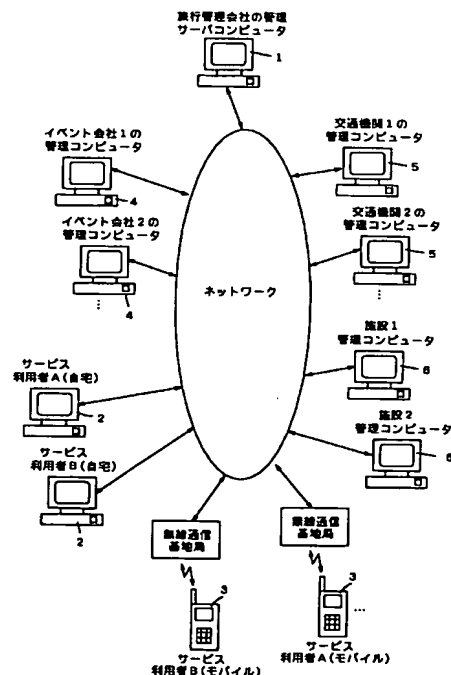 旅行管理会社の管理
サーバコンピュータ
1
イベント会社1の
管理コンピュータ
4
交通機関1の
管理コンピュータ
5
イベント会社2の
管理コンピュータ
4
⋮
交通機関2の
管理コンピュータ
5
⋮
ネットワーク
施設1
管理コンピュータ
6
サービス
利用者A(自宅)
2
施設2
管理コンピュータ
6
サービス
利用者B(自宅)
2
無線通信
基地局
無線通信
基地局
3
サービス
利用者B(モバイル)
3
…
サービス
利用者A(モバイル)